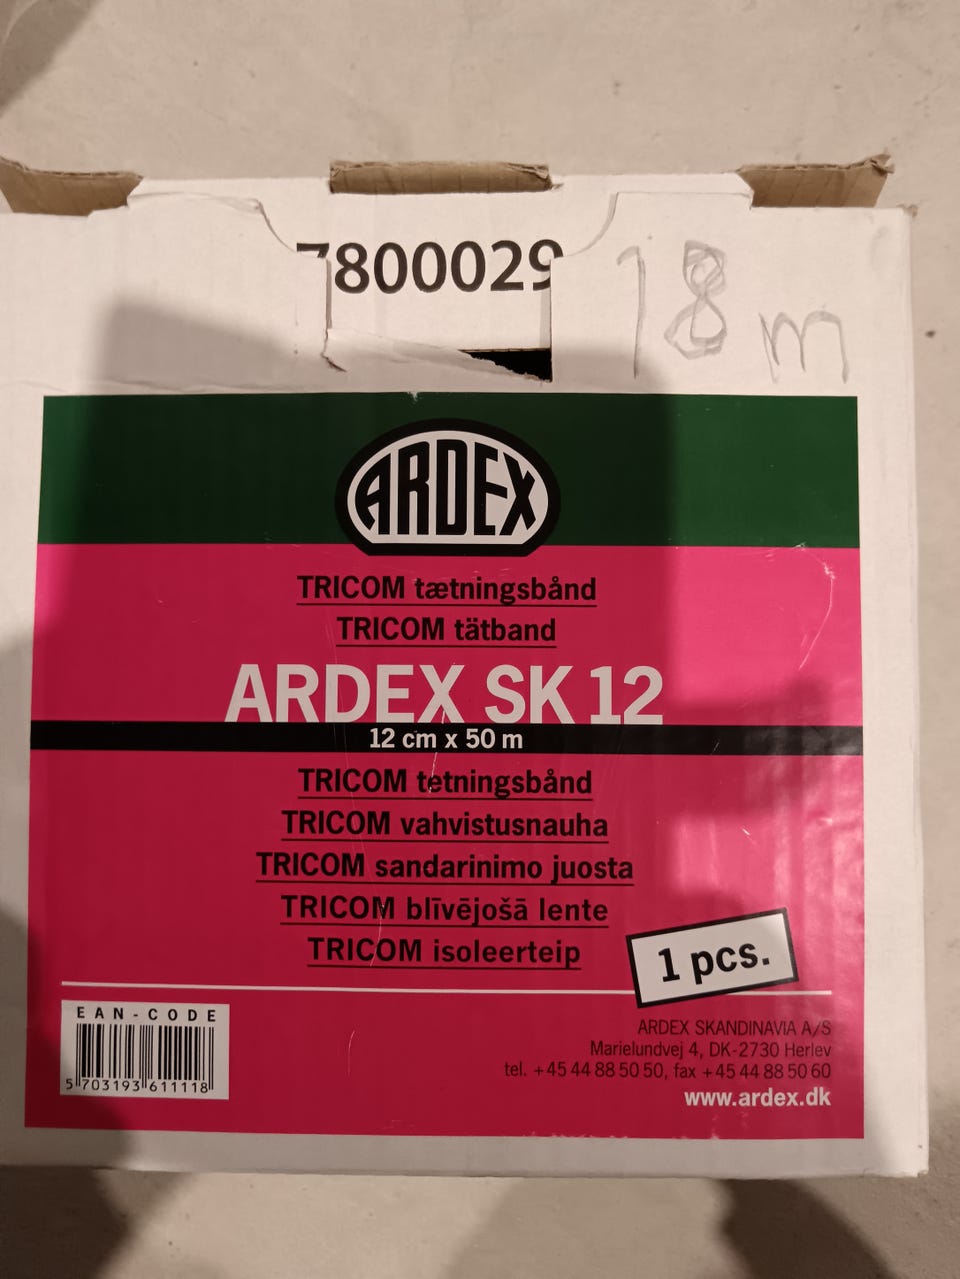 7800029
18 m
ARDEX
TRICOM tætningsbånd
TRICOM tätband
ARDEX SK 12
12 cm x 50 m
TRICOM tetningsbånd
TRICOM vahvistusnauha
TRICOM sandarinimo juosta
TRICOM blīvējošā lente
TRICOM isoleerteip
1 pcs.
EAN-CODE
5 703193 611118
ARDEX SKANDINAVIA A/S
Marielundvej 4, DK-2730 Herlev
tel. +45 44 88 50 50, fax +45 44 88 50 60
www.ardex.dk